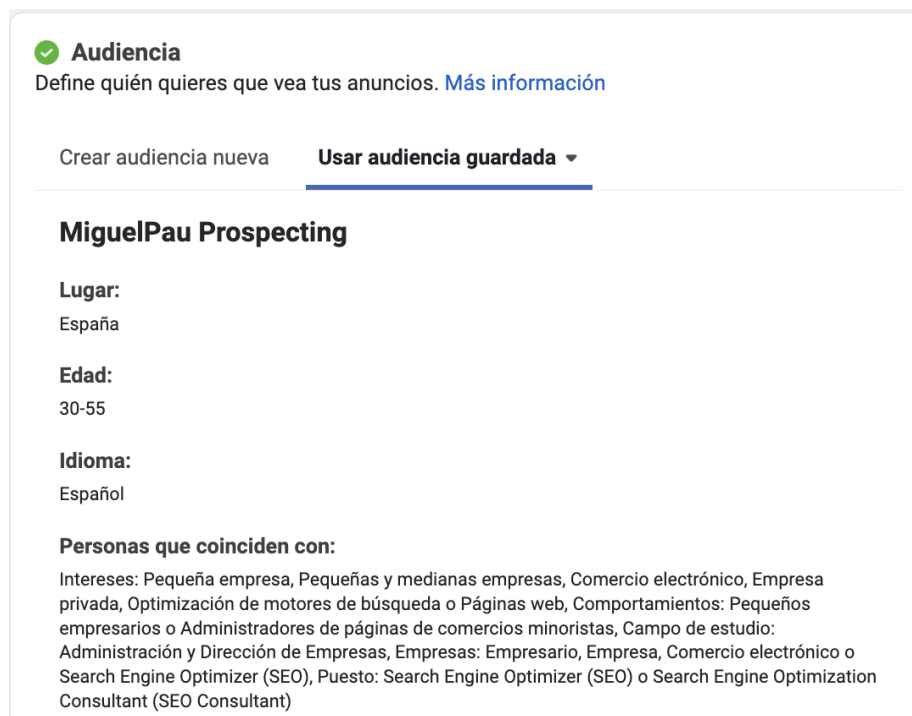 Audiencia
Define quién quieres que vea tus anuncios. Más información
Crear audiencia nueva Usar audiencia guardada
MiguelPau Prospecting
Lugar:
España
Edad:
30-55
Idioma:
Español
Personas que coinciden con:
Intereses: Pequeña empresa, Pequeñas y medianas empresas, Comercio electrónico, Empresa
privada, Optimización de motores de búsqueda o Páginas web, Comportamientos: Pequeños
empresarios o Administradores de páginas de comercios minoristas, Campo de estudio:
Administración y Dirección de Empresas, Empresas: Empresario, Empresa, Comercio electrónico o
Search Engine Optimizer (SEO), Puesto: Search Engine Optimizer (SEO) o Search Engine Optimization
Consultant (SEO Consultant)